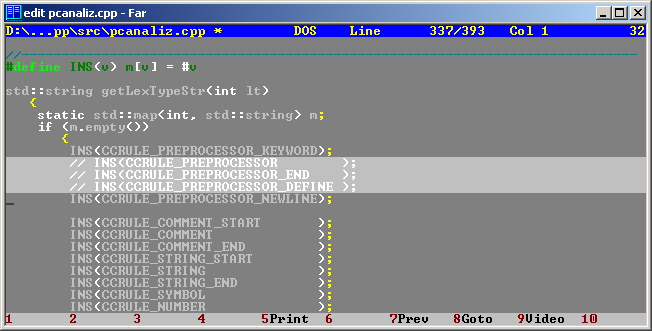 edit pcanaliz.cpp - Far
D:\...pp\src\pcanaliz.cpp * DOS Line 337/393 Col 1 32
//
#define INS(v) m[v] = #v
std::string getLexTypeStr(int lt)
{
static std::map(int, std::string) m;
if (m.empty())
{
INS(CCRULE_PREPROCESSOR_KEYWORD);
// INS(CCRULE_PREPROCESSOR );
// INS(CCRULE_PREPROCESSOR_END );
// INS(CCRULE_PREPROCESSOR_DEFINE );
INS(CCRULE_PREPROCESSOR_NEWLINE);
INS(CCRULE_COMMENT_START );
INS(CCRULE_COMMENT );
INS(CCRULE_COMMENT_END );
INS(CCRULE_STRING_START );
INS(CCRULE_STRING );
INS(CCRULE_STRING_END );
INS(CCRULE_SYMBOL );
INS(CCRULE_NUMBER );
1 2 3 4 5Print 6 7Prev 8Goto 9Video 10